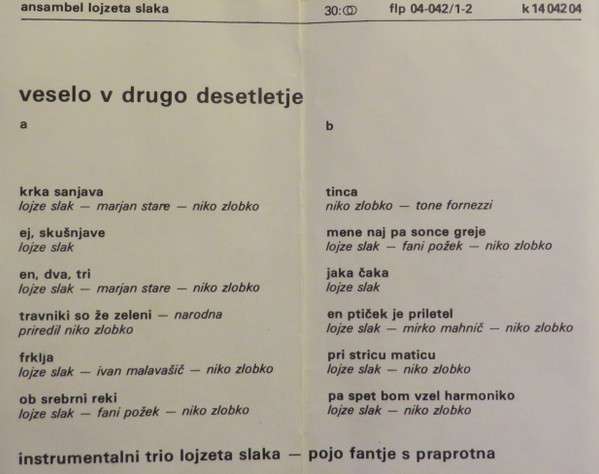 ansambel lojzeta slaka
30: flp 04-042/1-2 k 14 042 04
veselo v drugo desetletje
a
krka sanjava
lojze slak — marjan stare — niko zlobko
ej, skušnjave
lojze slak
en, dva, tri
lojze slak — marjan stare — niko zlobko
travniki so že zeleni — narodna
priredil niko zlobko
frklja
lojze slak — ivan malavašič — niko zlobko
ob srebrni reki
lojze slak — fani požek — niko zlobko
b
tinca
niko zlobko — tone fornezzi
mene naj pa sonce greje
lojze slak — fani požek — niko zlobko
jaka čaka
lojze slak
en ptiček je priletel
lojze slak — mirko mahnič — niko zlobko
pri stricu maticu
lojze slak — niko zlobko
pa spet bom vzel harmoniko
lojze slak — niko zlobko
instrumentalni trio lojzeta slaka — pojo fantje s praprotna